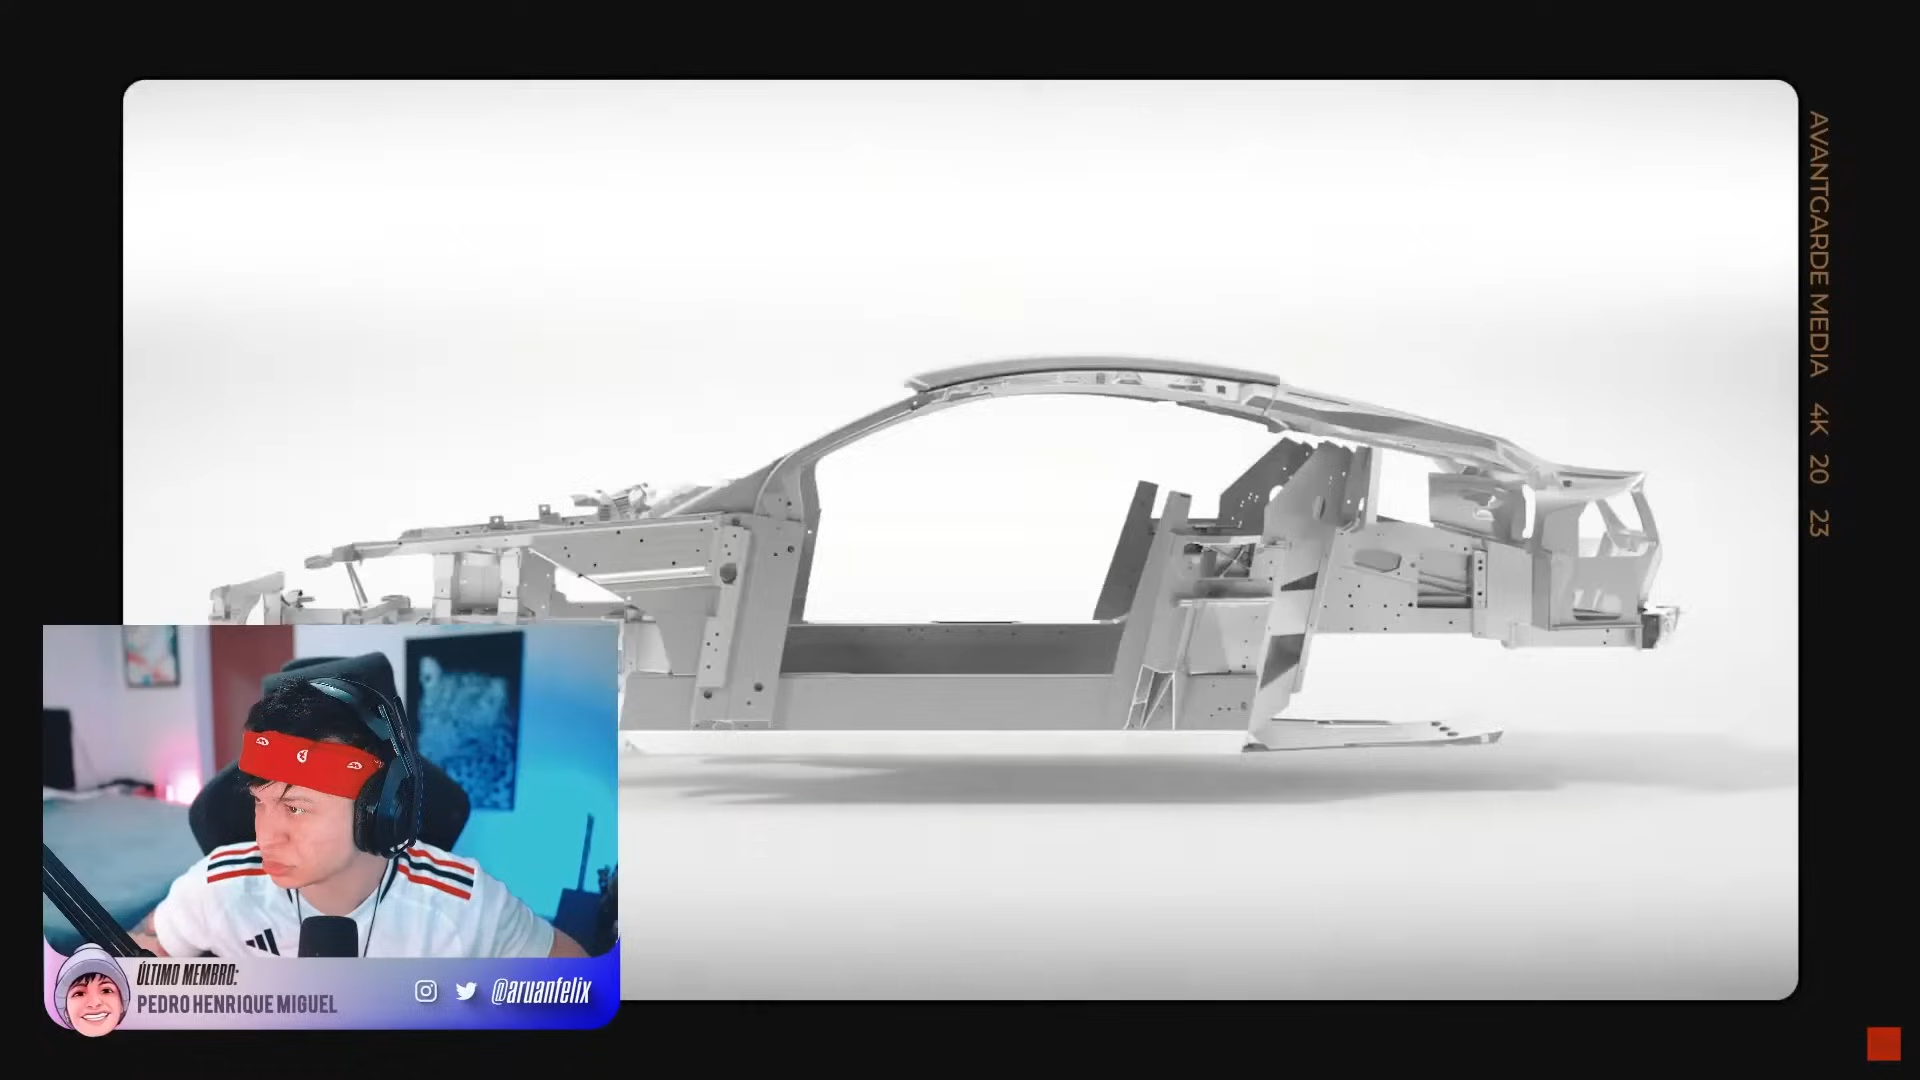 AVANTGARDE MEDIA 4K 20 23
ÚLTIMO MEMBRO:
PEDRO HENRIQUE MIGUEL
@aruanfelix